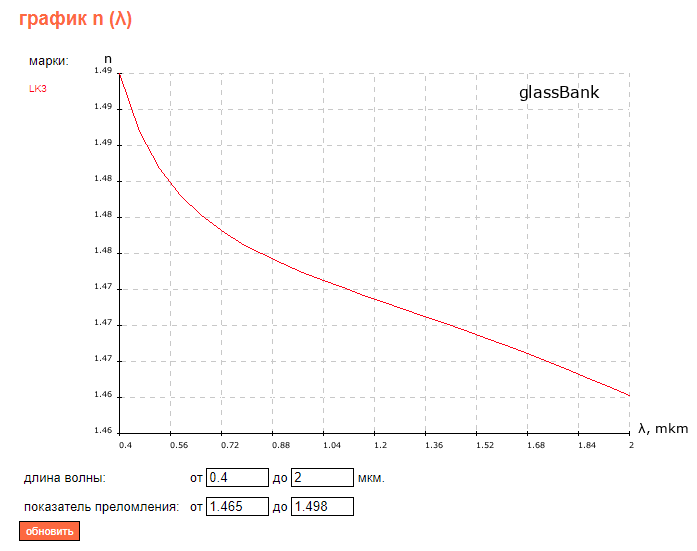 график n (λ)
марки:
n
LK3
glassBank
1.49
1.49
1.49
1.48
1.48
1.48
1.47
1.47
1.47
1.46
1.46
λ, mkm
0.4 0.56 0.72 0.88 1.04 1.2 1.36 1.52 1.68 1.84 2
длина волны: от 0.4 до 2 мкм.
показатель преломления: от 1.465 до 1.498
обновить